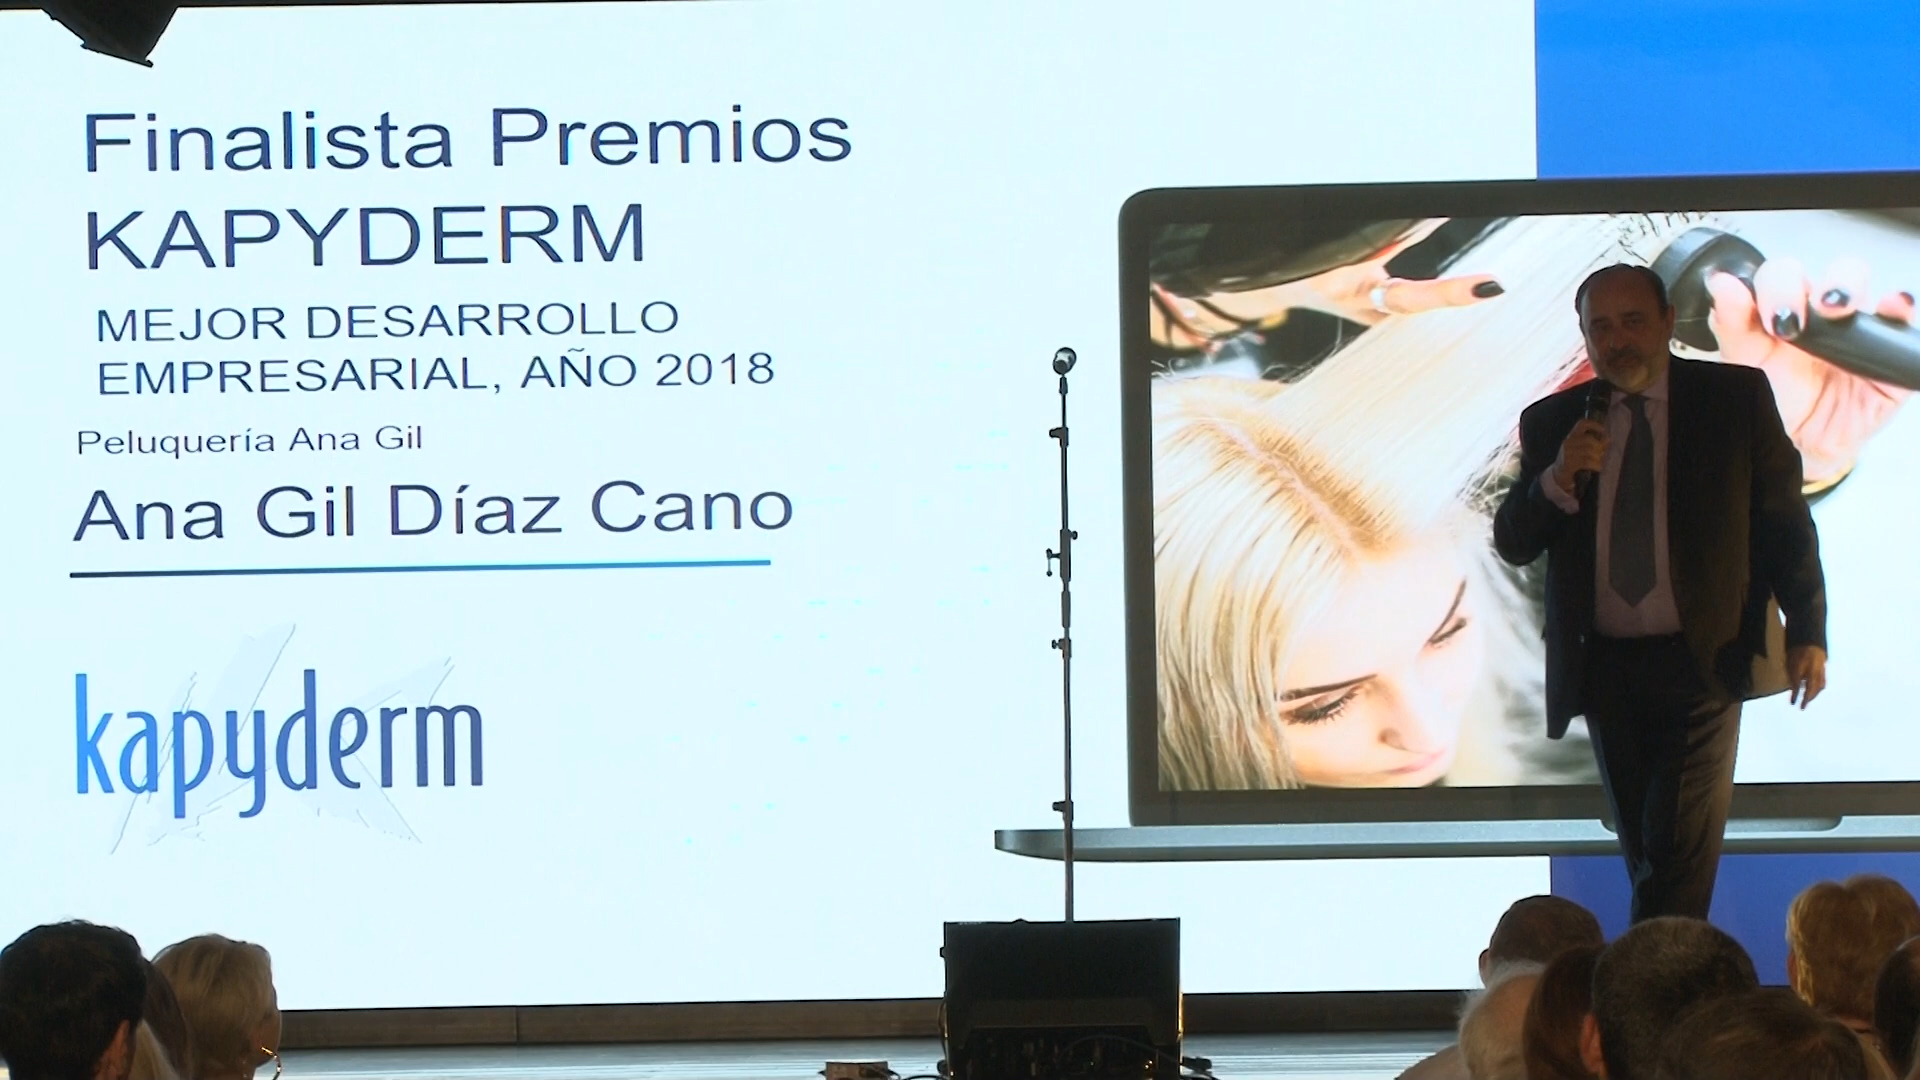 Finalista Premios
KAPYDERM
MEJOR DESARROLLO
EMPRESARIAL, AÑO 2018
Peluquería Ana Gil
Ana Gil Díaz Cano
kapyderm